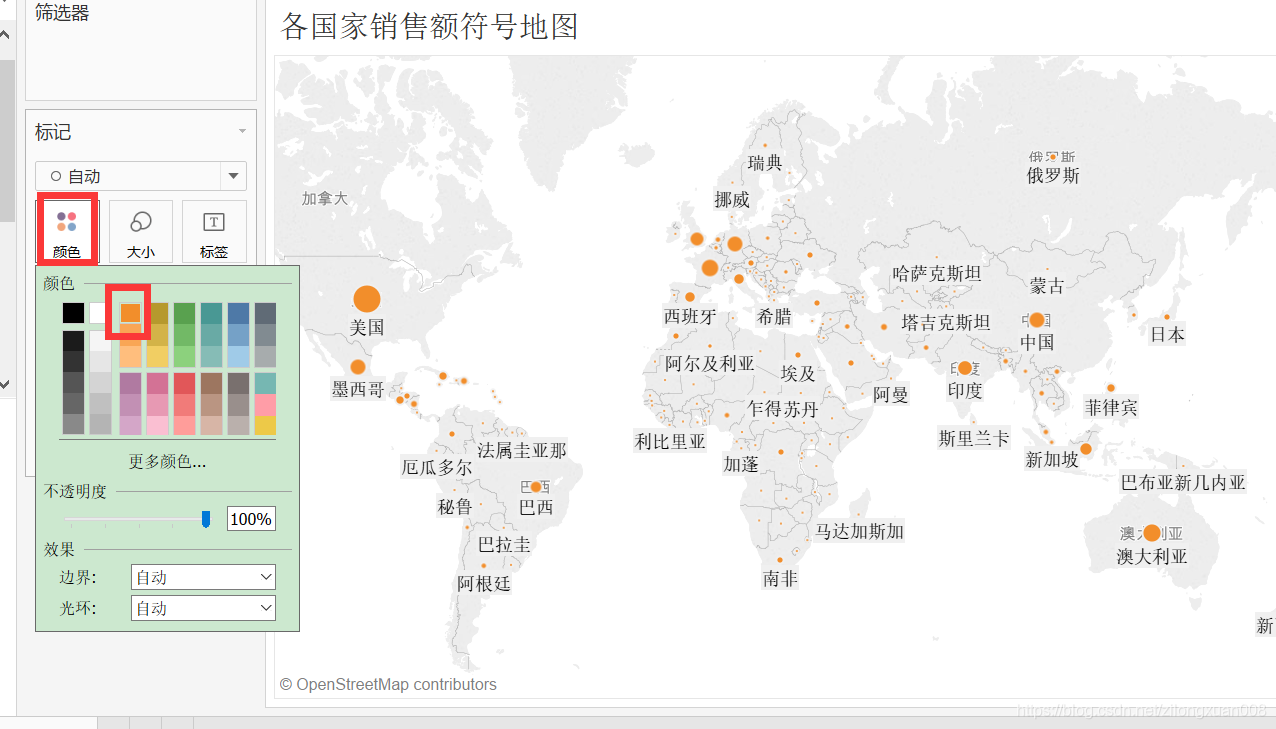 筛选器
各国家销售额符号地图
标记
自动
颜色
大小
标签
颜色
更多颜色...
不透明度
100%
效果
边界:
自动
光环:
自动
加拿大
美国
墨西哥
瑞典
挪威
俄罗斯
俄罗斯
哈萨克斯坦
蒙古
西班牙
希腊
塔吉克斯坦
中国
中国
日本
阿尔及利亚
埃及
阿曼
印度
印度
菲律宾
乍得
苏丹
利比里亚
斯里兰卡
法属圭亚那
厄瓜多尔
加蓬
新加坡
巴布亚新几内亚
秘鲁
巴西
巴西
马达加斯加
澳大利亚
澳大利亚
巴拉圭
阿根廷
南非
新
© OpenStreetMap contributors
https://blog.csdn.net/zilongxuan008